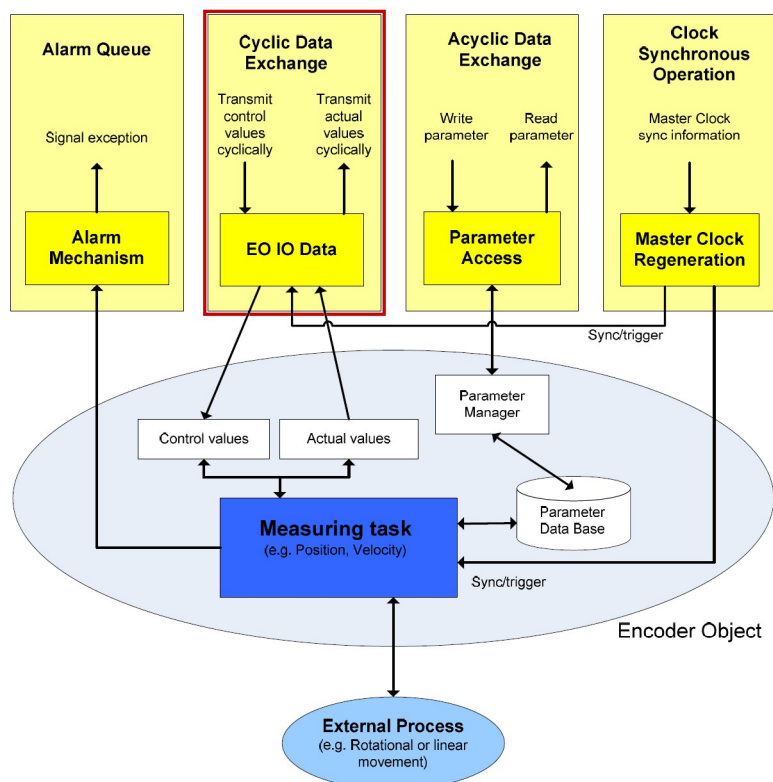 Alarm Queue
Signal exception
Alarm
Mechanism
Cyclic Data
Exchange
Transmit
control
values
cyclically
Transmit
actual
values
cyclically
EO IO Data
Acyclic Data
Exchange
Write
parameter
Read
parameter
Parameter
Access
Clock
Synchronous
Operation
Master Clock
sync information
Master Clock
Regeneration
Sync/trigger
Parameter
Manager
Control values
Actual values
Parameter
Data Base
Measuring task
(e.g. Position, Velocity)
Sync/trigger
Encoder Object
External Process
(e.g. Rotational or linear
movement)